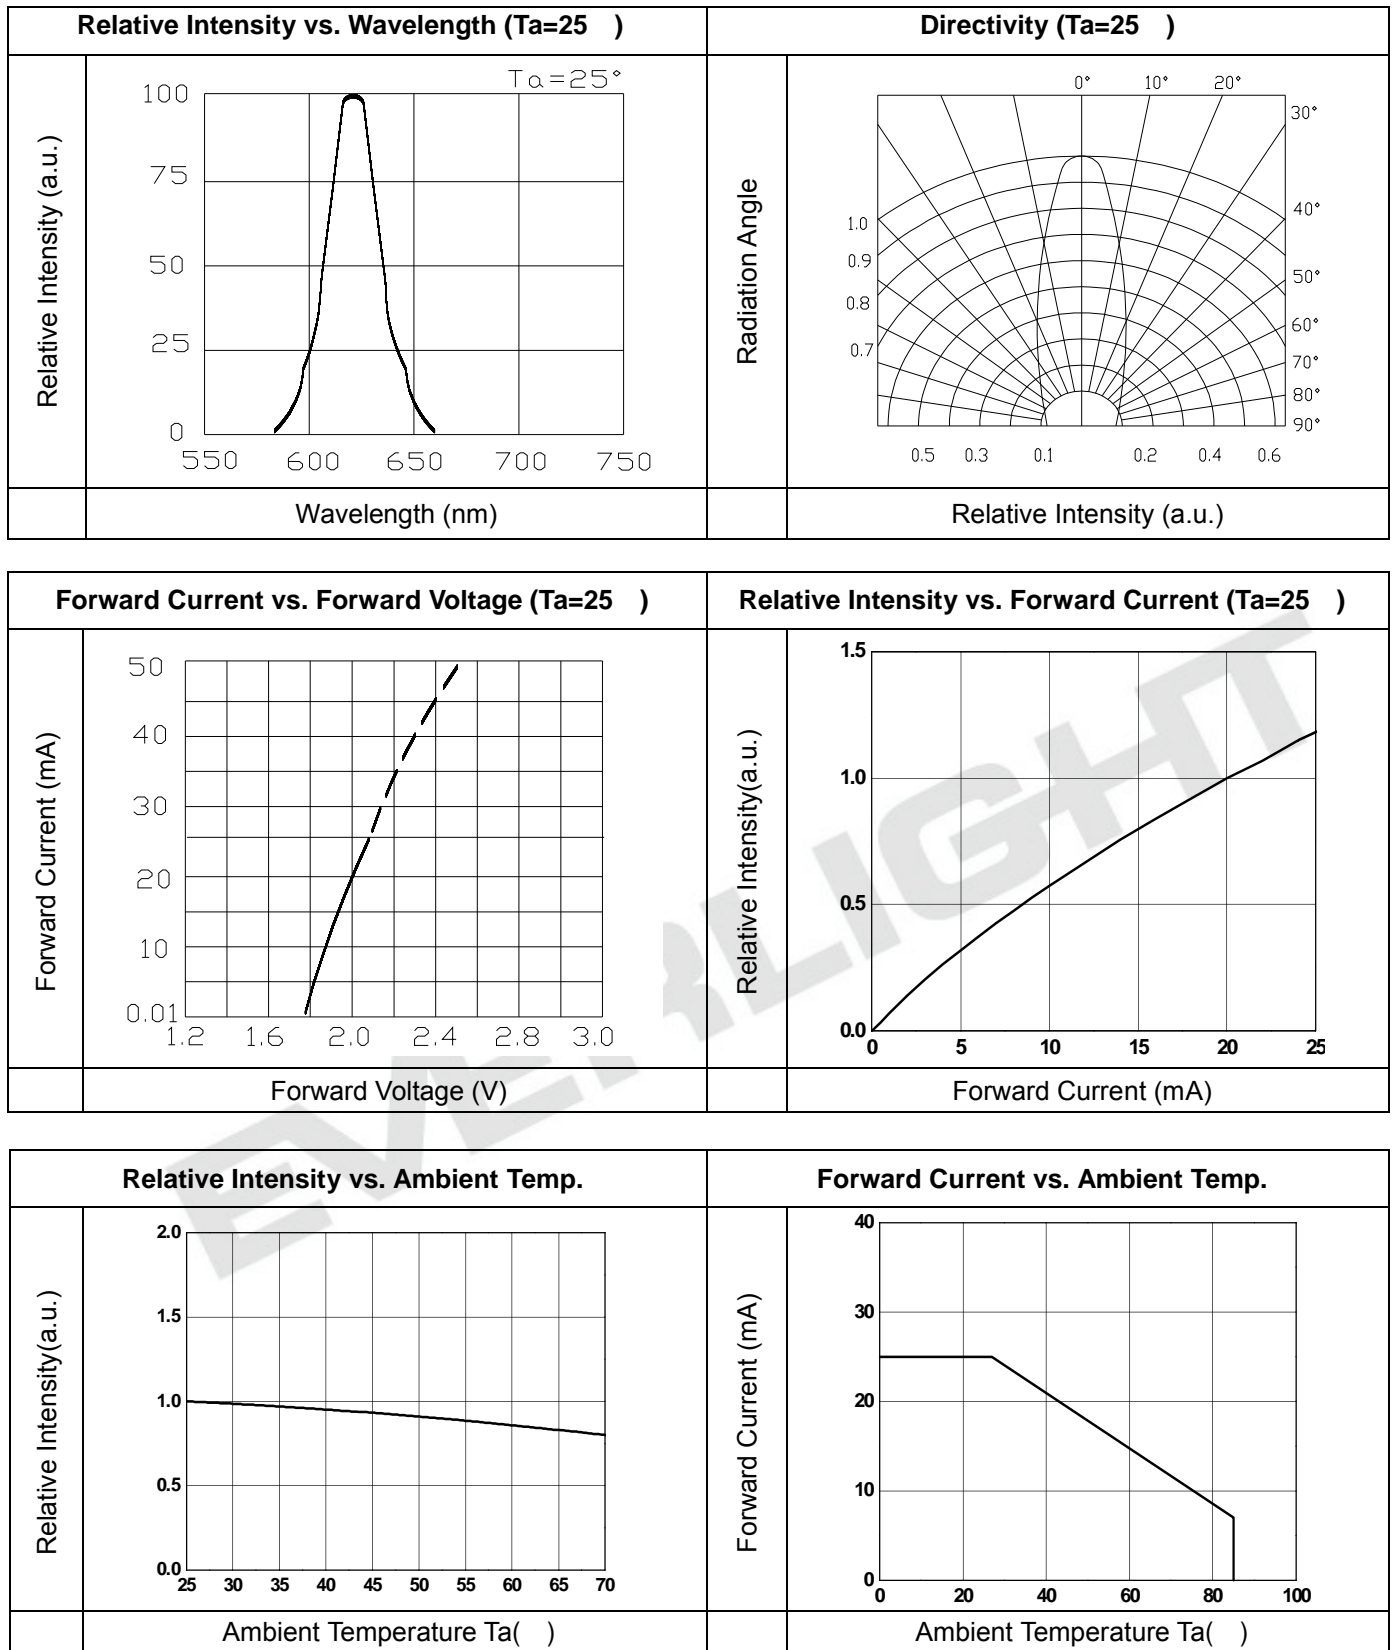 Relative Intensity vs. Wavelength (Ta=25 )
Directivity (Ta=25 )
Relative Intensity (a.u.)
Ta=25°
100
75
50
25
0
550 600 650 700 750
Wavelength (nm)
Radiation Angle
0° 10° 20°
30°
40°
50°
60°
70°
80°
90°
1.0
0.9
0.8
0.7
0.5 0.3 0.1 0.2 0.4 0.6
Relative Intensity (a.u.)
Forward Current vs. Forward Voltage (Ta=25 )
Relative Intensity vs. Forward Current (Ta=25 )
Forward Current (mA)
50
40
30
20
10
0.01
1.2 1.6 2.0 2.4 2.8 3.0
Forward Voltage (V)
Relative Intensity(a.u.)
1.5
1.0
0.5
0.0
0 5 10 15 20 25
Forward Current (mA)
EVERLIGHT
Relative Intensity vs. Ambient Temp.
Forward Current vs. Ambient Temp.
Relative Intensity(a.u.)
2.0
1.5
1.0
0.5
0.0
25 30 35 40 45 50 55 60 65 70
Ambient Temperature Ta( )
Forward Current (mA)
40
30
20
10
0
0 20 40 60 80 100
Ambient Temperature Ta( )